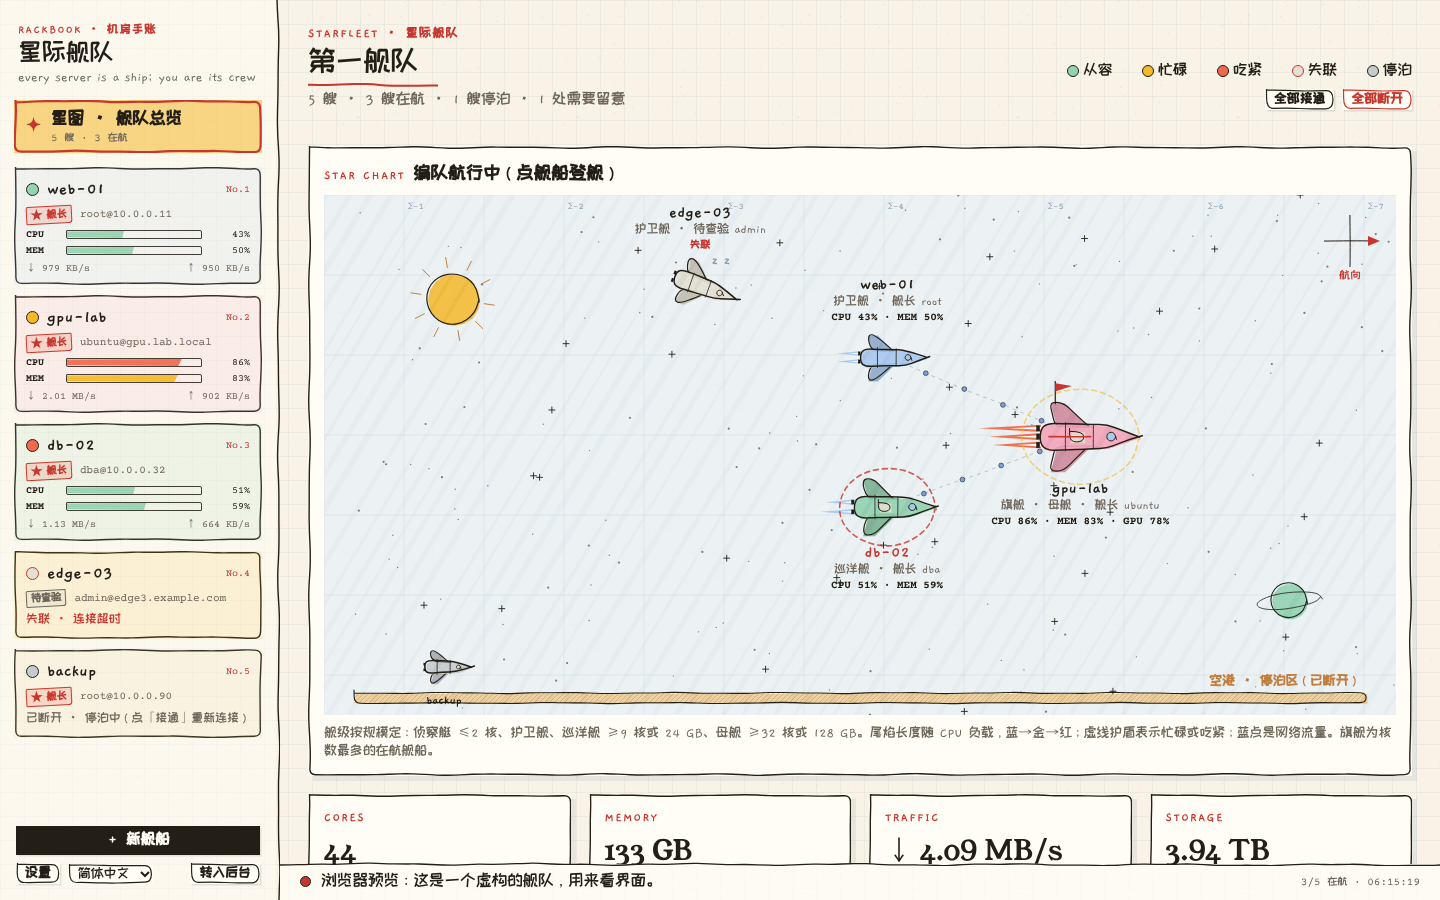 RACKBOOK · 机房手账
星际舰队
every server is a ship; you are its crew
星图 · 舰队总览
5 艘 · 3 在航
web-01 No.1
舰长 root@10.0.0.11
CPU 43%
MEM 50%
↓ 979 KB/s ↑ 950 KB/s
gpu-lab No.2
舰长 ubuntu@gpu.lab.local
CPU 86%
MEM 83%
↓ 2.01 MB/s ↑ 902 KB/s
db-02 No.3
舰长 dba@10.0.0.32
CPU 51%
MEM 59%
↓ 1.13 MB/s ↑ 664 KB/s
edge-03 No.4
待查验 admin@edge3.example.com
失联 · 连接超时
backup No.5
舰长 root@10.0.0.90
已断开 · 停泊中（点「接通」重新连接）
+ 新舰船
设置 简体中文 转入后台
STARFLEET · 星际舰队
第一舰队
5 艘 · 3 艘在航 · 1 艘停泊 · 1 处需要留意
从容 忙碌 吃紧 失联 停泊
全部接通 全部断开
STAR CHART 编队航行中（点舰船登舰）
Σ-1 Σ-2 Σ-3 Σ-4 Σ-5 Σ-6 Σ-7
edge-03
护卫舰 · 待查验 admin
失联
z z
航向
web-01
护卫舰 · 舰长 root
CPU 43% · MEM 50%
gpu-lab
旗舰 · 母舰 · 舰长 ubuntu
CPU 86% · MEM 83% · GPU 78%
db-02
巡洋舰 · 舰长 dba
CPU 51% · MEM 59%
空港 · 停泊区（已断开）
backup
舰级按规模定：侦察艇 ≤2 核、护卫舰、巡洋舰 ≥9 核或 24 GB、母舰 ≥32 核或 128 GB。尾焰长度随 CPU 负载，蓝→金→红；虚线护盾表示忙碌或吃紧；蓝点是网络流量。旗舰为核
数最多的在航舰船。
CORES MEMORY TRAFFIC STORAGE
44 133 GB ↓ 4.09 MB/s 3.94 TB
浏览器预览：这是一个虚构的舰队，用来看界面。
3/5 在航 · 06:15:19